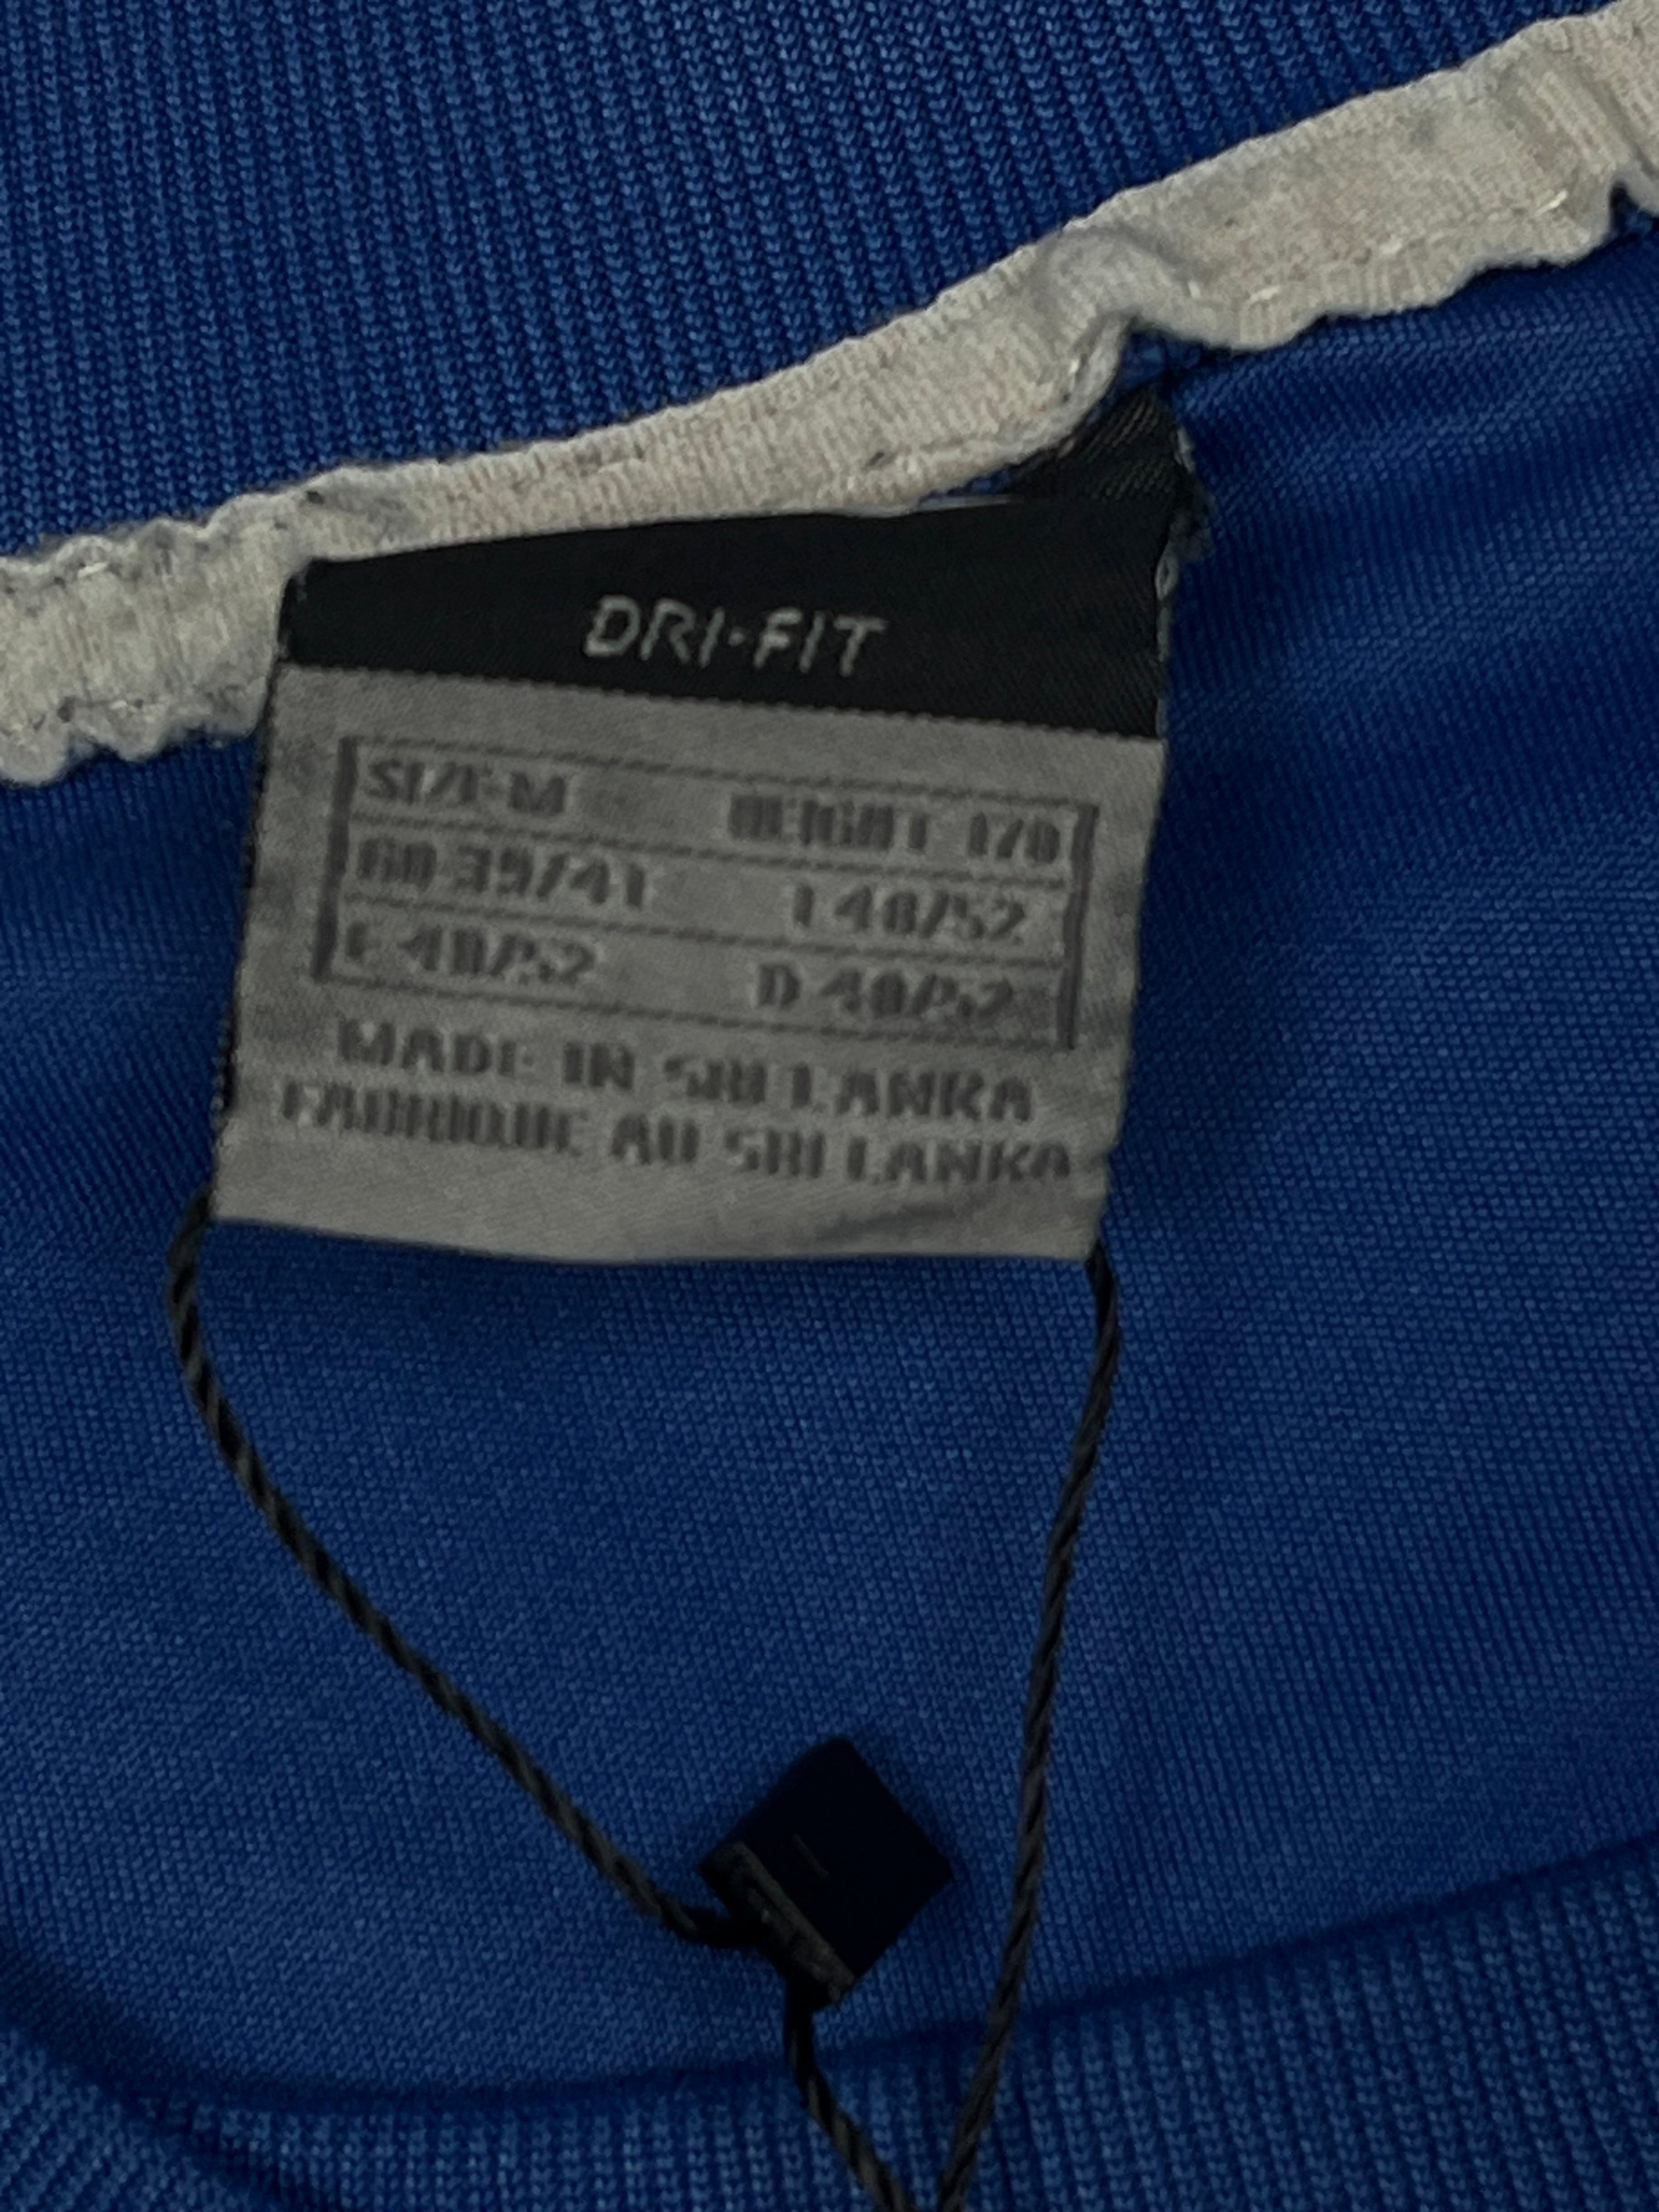 DRI-FIT
SIZE-M HEIGHT 170
GB 39/41 I 48/52
F 48/52 D 48/52
MADE IN SRI LANKA
FABRIQUE AU SRI LANKA